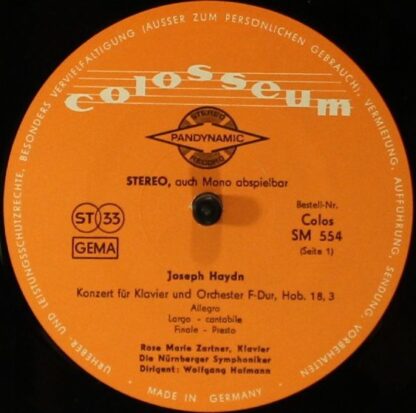 URHEBER- UND LEISTUNGSSCHUTZRECHTE, BESONDERS VERVIELFÄLTIGUNG (AUSSER ZUM PERSÖNLICHEN GEBRAUCH), VERMIETUNG, AUFFÜHRUNG, SENDUNG, VORBEHALTEN
colosseum
STEREO
PANDYNAMIC
RECORD
STEREO, auch Mono abspielbar
Bestell-Nr.
Colos
SM 554
(Seite 1)
ST 33
GEMA
Joseph Haydn
Konzert für Klavier und Orchester F-Dur, Hob. 18, 3
Allegro
Largo - cantabile
Finale - Presto
Rose Marie Zartner, Klavier
Die Nürnberger Symphoniker
Dirigent: Wolfgang Hofmann
• MADE IN GERMANY •